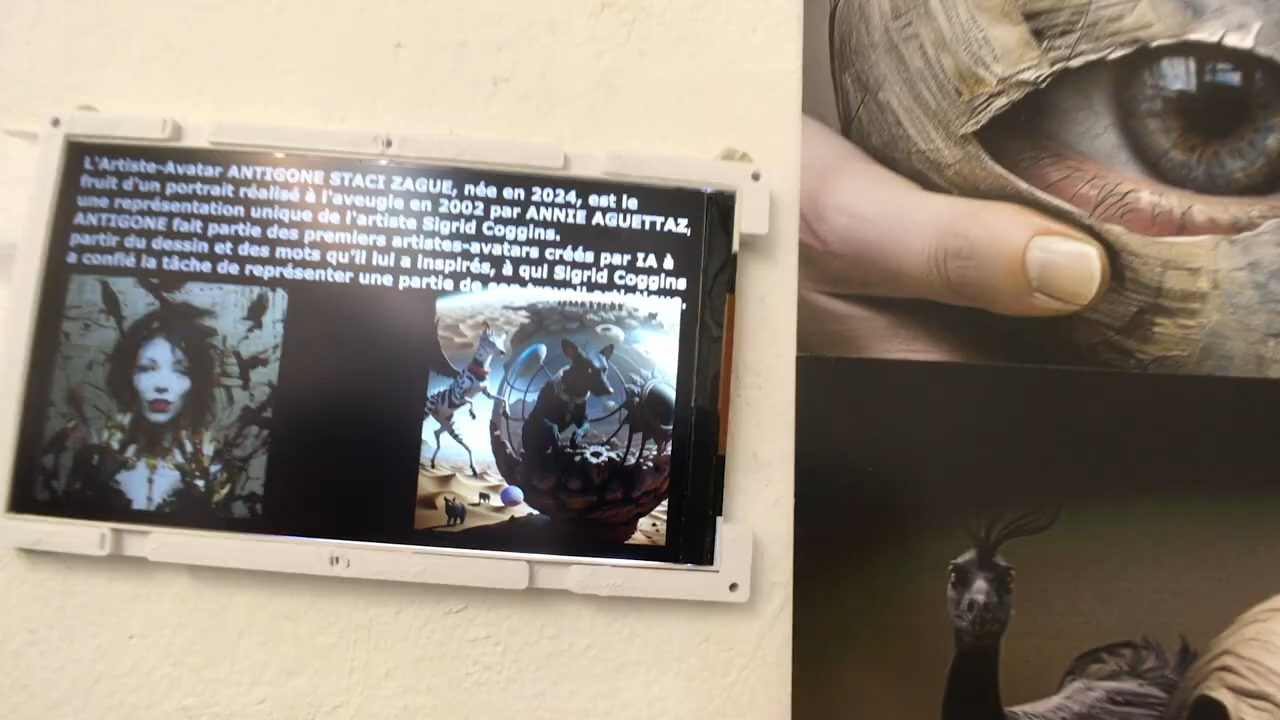 L'Artiste-Avatar ANTIGONE STACI ZAGUE, née en 2024, est le
fruit d'un portrait réalisé à l'aveugle en 2002 par ANNIE AGUETTAZ,
une représentation unique de l'artiste Sigrid Coggins.
ANTIGONE fait partie des premiers artistes-avatars créés par IA à
partir du dessin et des mots qu'il lui a inspirés, à qui Sigrid Coggins
a confié la tâche de représenter une partie de son travail artistique.